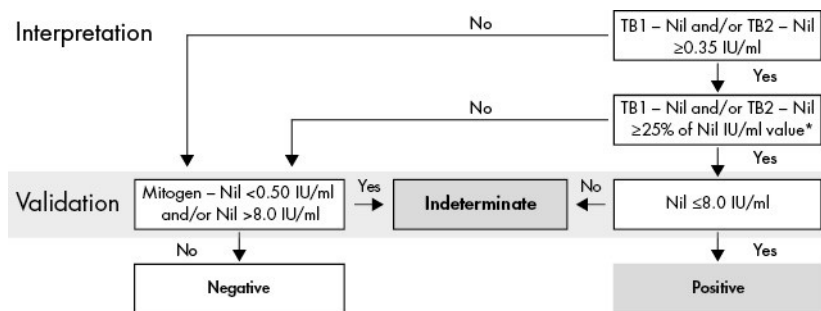 Interpretation
No
TB1 – Nil and/or TB2 – Nil
≥0.35 IU/ml
Yes
No
TB1 – Nil and/or TB2 – Nil
≥25% of Nil IU/ml value*
Yes
Validation
Mitogen – Nil <0.50 IU/ml
and/or Nil >8.0 IU/ml
Yes
Indeterminate
No
Nil ≤8.0 IU/ml
No
Yes
Negative
Positive